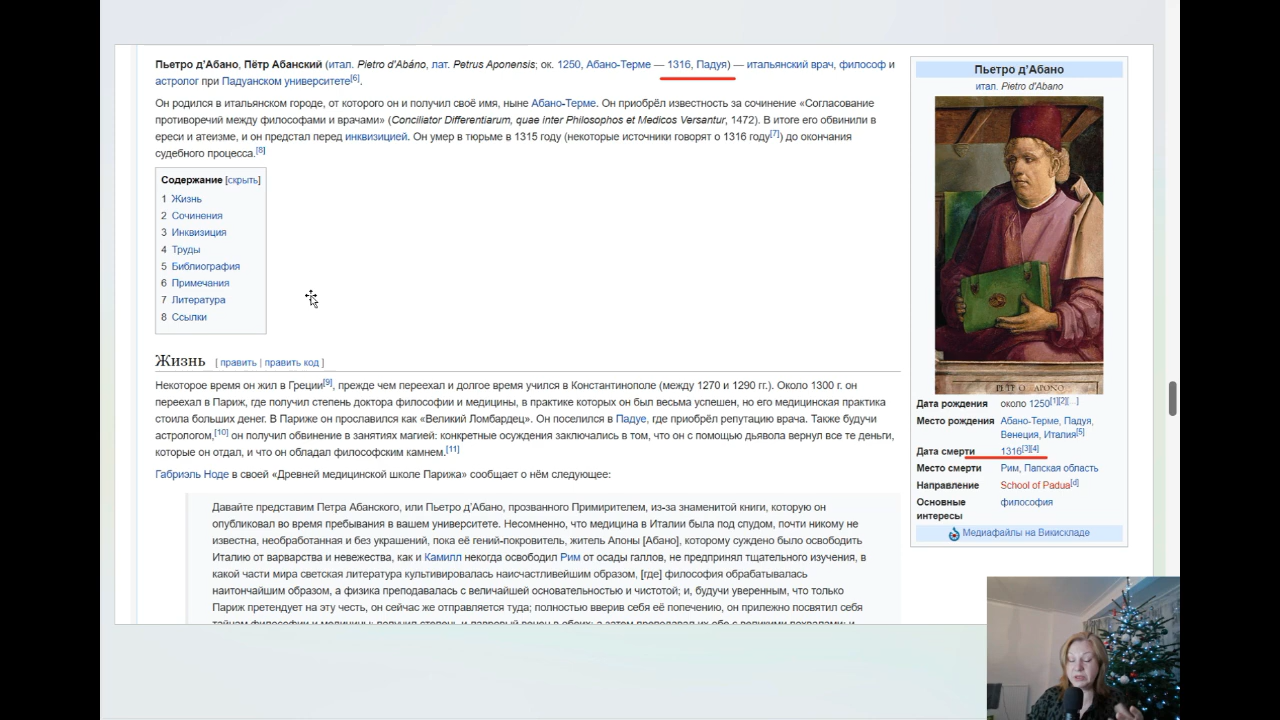 Пьетро д'Абано, Пётр Абанский (итал. Pietro d'Abáno, лат. Petrus Aponensis; ок. 1250, Абано-Терме — 1316, Падуя) — итальянский врач, философ и
астролог при Падуанском университете[6].
Он родился в итальянском городе, от которого он и получил своё имя, ныне Абано-Терме. Он приобрёл известность за сочинение «Согласование
противоречий между философами и врачами» (Conciliator Differentiarum, quae inter Philosophos et Medicos Versantur, 1472). В итоге его обвинили в
ереси и атеизме, и он предстал перед инквизицией. Он умер в тюрьме в 1315 году (некоторые источники говорят о 1316 году[7]) до окончания
судебного процесса.[8]
Содержание [скрыть]
1 Жизнь
2 Сочинения
3 Инквизиция
4 Труды
5 Библиография
6 Примечания
7 Литература
8 Ссылки
Жизнь [ править | править код ]
Некоторое время он жил в Греции[9], прежде чем переехал и долгое время учился в Константинополе (между 1270 и 1290 гг.). Около 1300 г. он
переехал в Париж, где получил степень доктора философии и медицины, в практике которых он был весьма успешен, но его медицинская практика
стоила больших денег. В Париже он прославился как «Великий Ломбардец». Он поселился в Падуе, где приобрёл репутацию врача. Также будучи
астрологом,[10] он получил обвинение в занятиях магией: конкретные осуждения заключались в том, что он с помощью дьявола вернул все те деньги,
которые он отдал, и что он обладал философским камнем.[11]
Габриэль Ноде в своей «Древней медицинской школе Парижа» сообщает о нём следующее:
Давайте представим Петра Абанского, или Пьетро д'Абано, прозванного Примирителем, из-за знаменитой книги, которую он
опубликовал во время пребывания в вашем университете. Несомненно, что медицина в Италии была под спудом, почти никому не
известна, необработанная и без украшений, пока её гений-покровитель, житель Апоны [Абано], которому суждено было освободить
Италию от варварства и невежества, как и Камилл некогда освободил Рим от осады галлов, не предпринял тщательного изучения, в
какой части мира светская литература культивировалась наисчастливейшим образом, [где] философия обрабатывалась
наитончайшим образом, а физика преподавалась с величайшей основательностью и чистотой; и, будучи уверенным, что только
Париж претендует на эту честь, он сейчас же отправляется туда; полностью вверив себя её попечению, он прилежно посвятил себя
тайнам философии и медицины; получил степень и лавровый венец в обеих; а затем преподавал их обе с великими похвалами; и
Пьетро д'Абано
итал. Pietro d'Abano
PETRO APONO
Дата рождения около 1250[1][2][...]
Место рождения Абано-Терме, Падуя,
Венеция, Италия[5]
Дата смерти 1316[3][4]
Место смерти Рим, Папская область
Направление School of Padua[d]
Основные философия
интересы
Медиафайлы на Викискладе